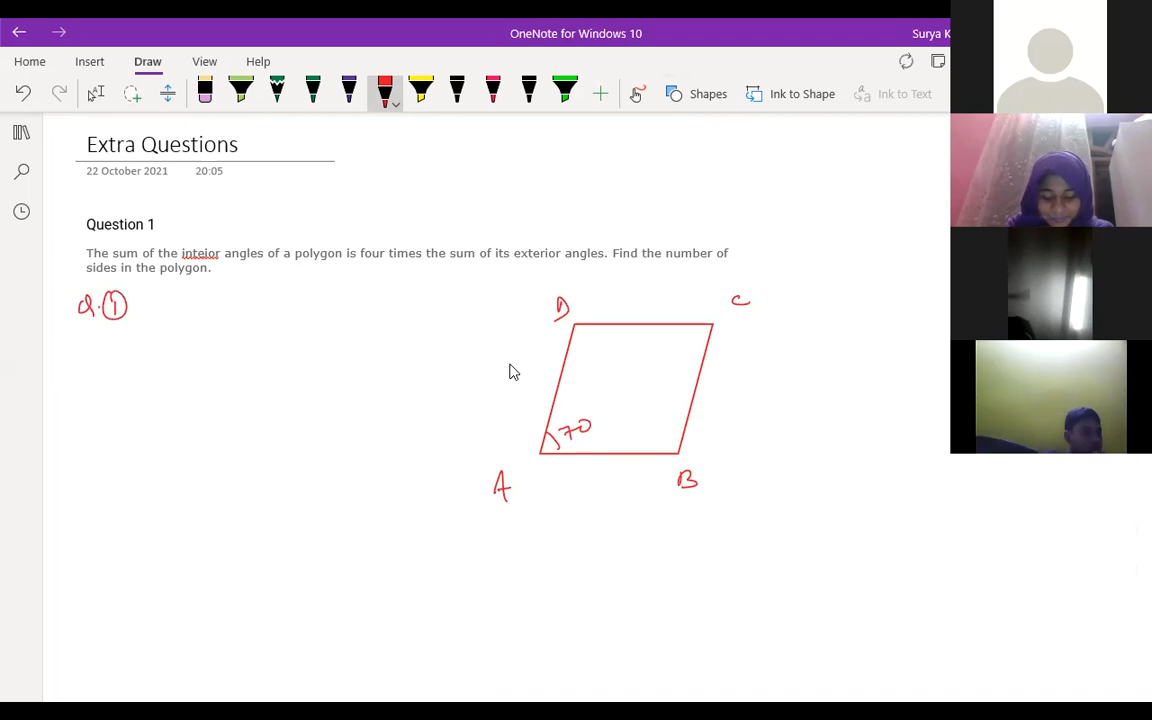 OneNote for Windows 10
Surya K
Home Insert Draw View Help
Shapes Ink to Shape Ink to Text
Extra Questions
22 October 2021 20:05
Question 1
The sum of the inteior angles of a polygon is four times the sum of its exterior angles. Find the number of
sides in the polygon.
Q.① D C
70
A B